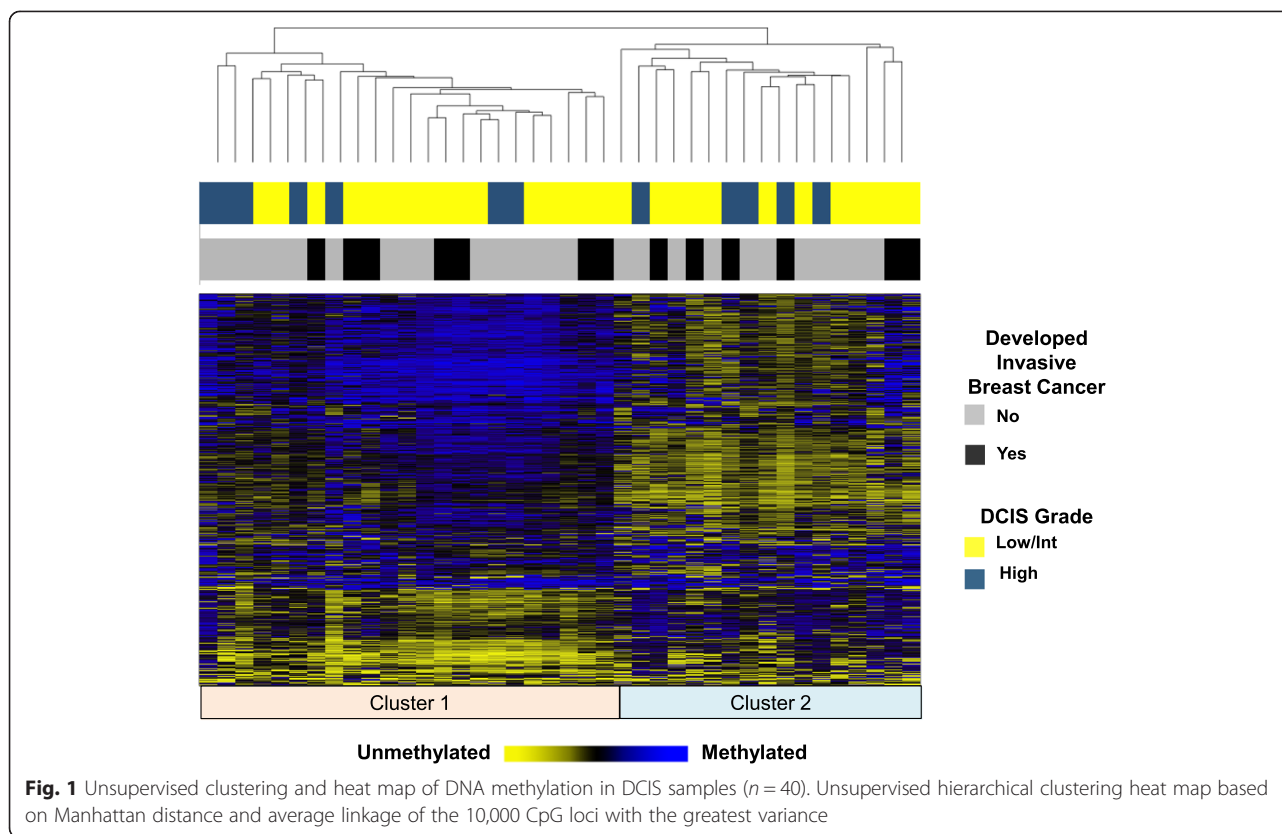 Developed
Invasive
Breast Cancer
No
Yes
DCIS Grade
Low/Int
High
Cluster 1
Cluster 2
Unmethylated
Methylated
Fig. 1 Unsupervised clustering and heat map of DNA methylation in DCIS samples (n = 40). Unsupervised hierarchical clustering heat map based
on Manhattan distance and average linkage of the 10,000 CpG loci with the greatest variance